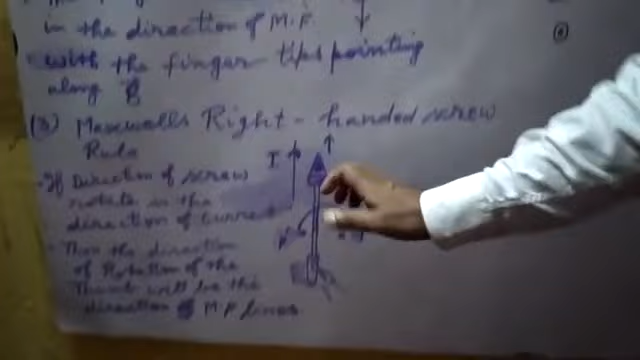 in the direction of M.F.
with the finger tips pointing
along B
(3) Maxwalls Right - handed screw
Rule
I
- If Direction of screw
rotate in the
direction of Current
- Then the direction
of Rotation of the
Thumb will be the
direction of M.F lines.